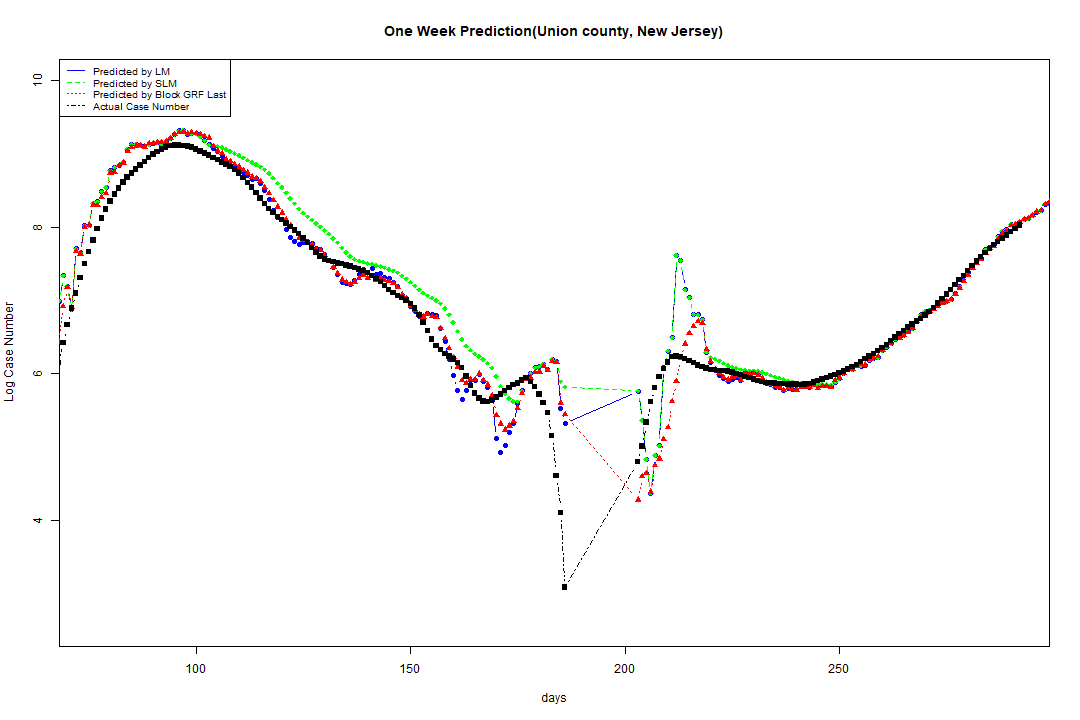 One Week Prediction(Union county, New Jersey)
Predicted by LM
Predicted by SLM
Predicted by Block GRF Last
Actual Case Number
Log Case Number
10
8
6
4
100 150 200 250
days